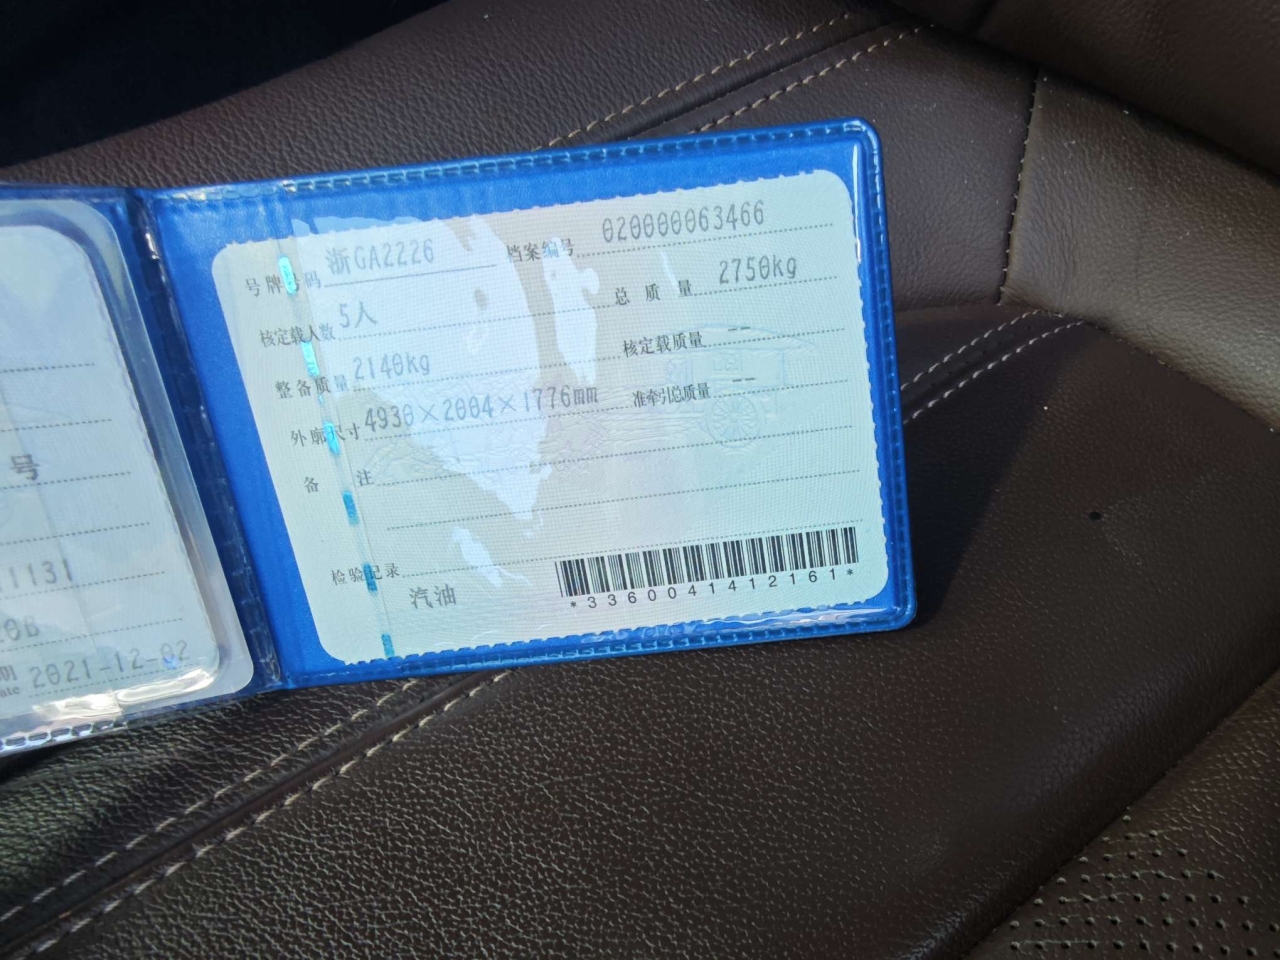 号
1131
20B
2021-12-02
号牌号码 浙GA2226 档案编号 020000063466
核定载人数 5人 总质量 2750kg
整备质量 2140kg 核定载质量 --
外廓尺寸 4930×2004×1776mm 准牵引总质量 --
备注
检验记录
汽油
*3360041412161*